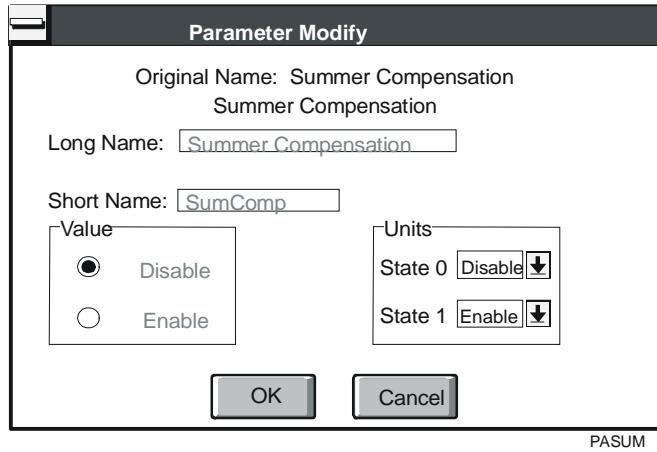 Parameter Modify
Original Name: Summer Compensation
Summer Compensation
Long Name: Summer Compensation
Short Name: SumComp
Value
Units
Disable
State 0 Disable
Enable
State 1 Enable
OK
Cancel
PASUM